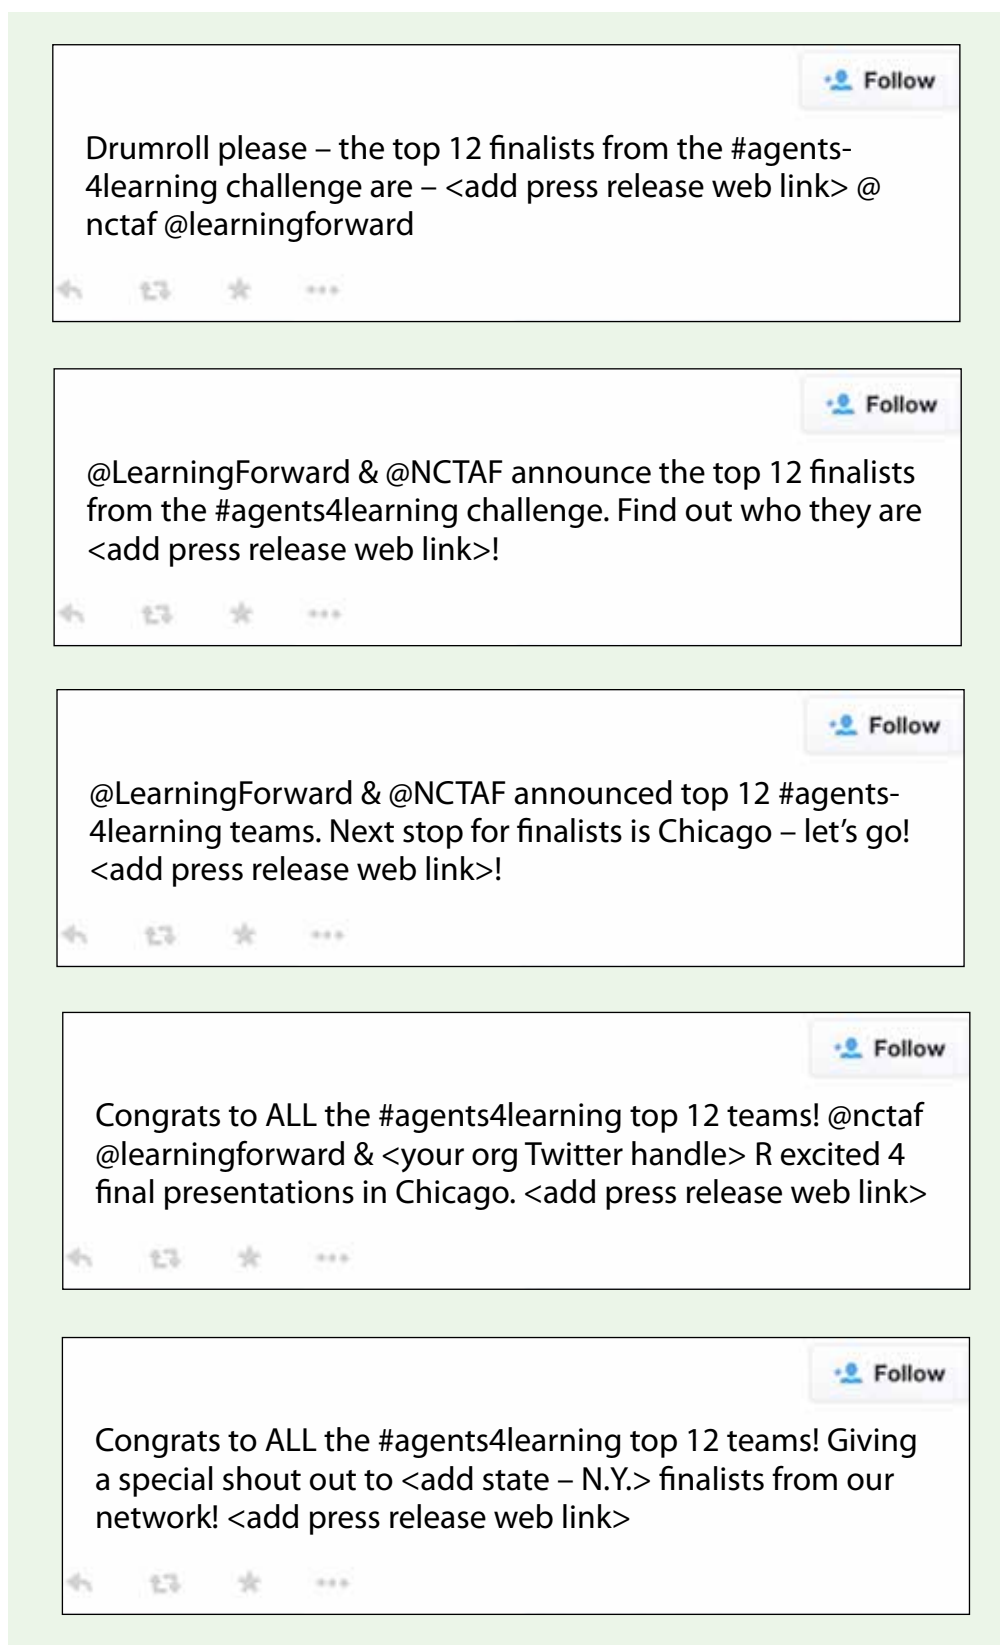 Follow
Drumroll please – the top 12 finalists from the #agents-
4learning challenge are – <add press release web link> @
nctaf @learningforward
Follow
@LearningForward & @NCTAF announce the top 12 finalists
from the #agents4learning challenge. Find out who they are
<add press release web link>!
Follow
@LearningForward & @NCTAF announced top 12 #agents-
4learning teams. Next stop for finalists is Chicago – let’s go!
<add press release web link>!
Follow
Congrats to ALL the #agents4learning top 12 teams! @nctaf
@learningforward & <your org Twitter handle> R excited 4
final presentations in Chicago. <add press release web link>
Follow
Congrats to ALL the #agents4learning top 12 teams! Giving
a special shout out to <add state – N.Y.> finalists from our
network! <add press release web link>